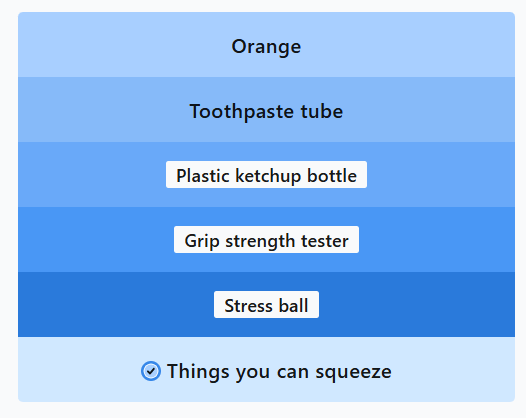 Orange
Toothpaste tube
Plastic ketchup bottle
Grip strength tester
Stress ball
Things you can squeeze